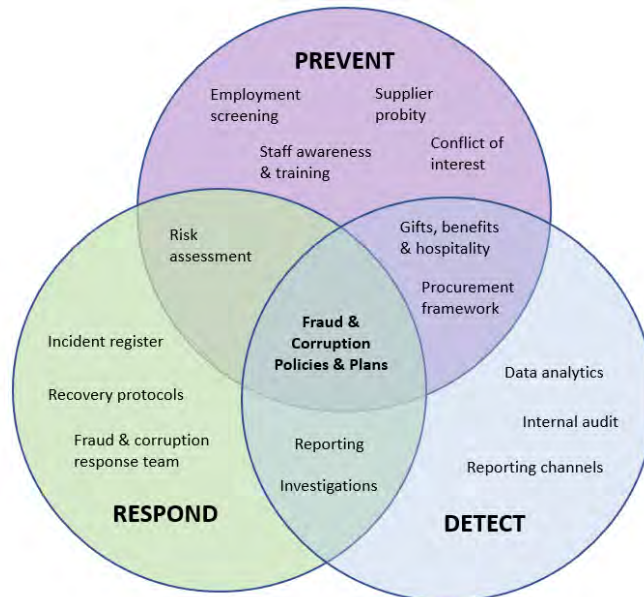 PREVENT
Employment
screening
Supplier
probity
Staff awareness
& training
Conflict of
interest
Risk
assessment
Gifts, benefits
& hospitality
Procurement
framework
Fraud &
Corruption
Policies & Plans
Incident register
Recovery protocols
Fraud & corruption
response team
RESPOND
Reporting
Investigations
Data analytics
Internal audit
Reporting channels
DETECT